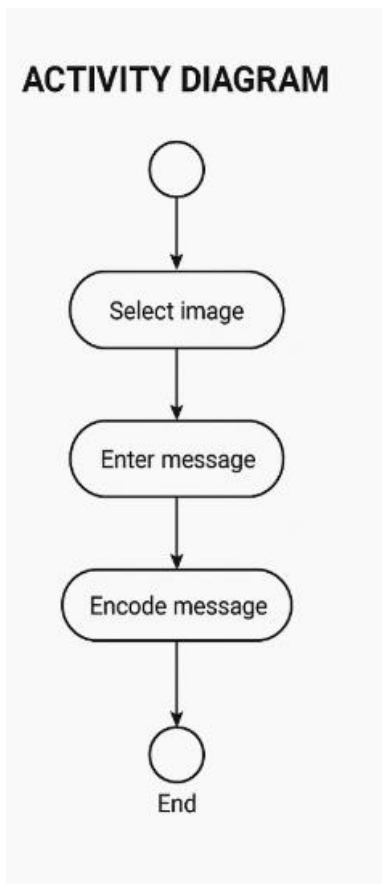 ACTIVITY DIAGRAM
Select image
Enter message
Encode message
End